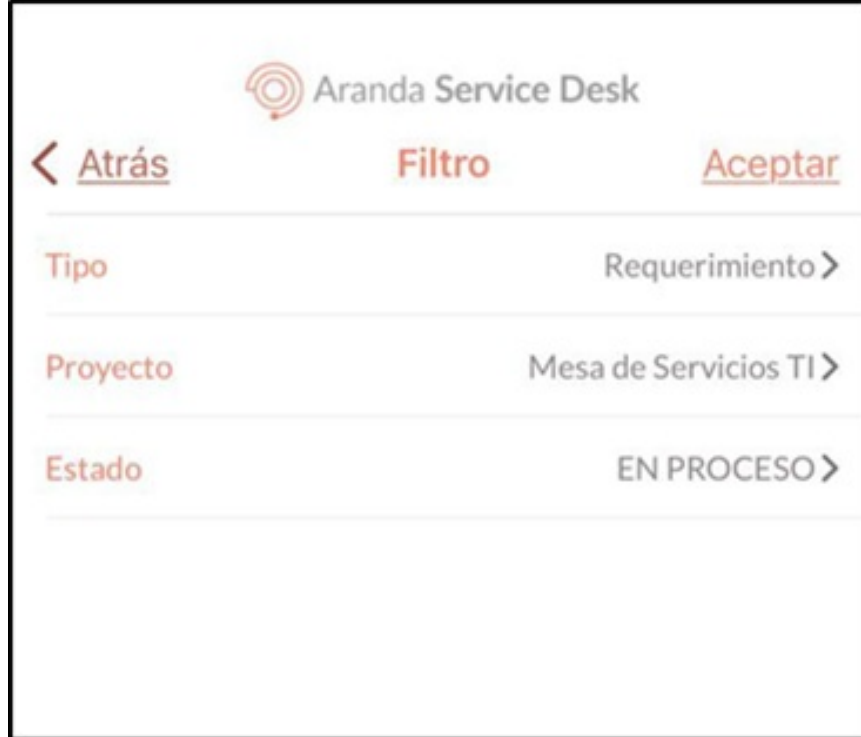 Aranda Service Desk
Atrás Filtro Aceptar
Tipo Requerimiento
Proyecto Mesa de Servicios TI
Estado EN PROCESO